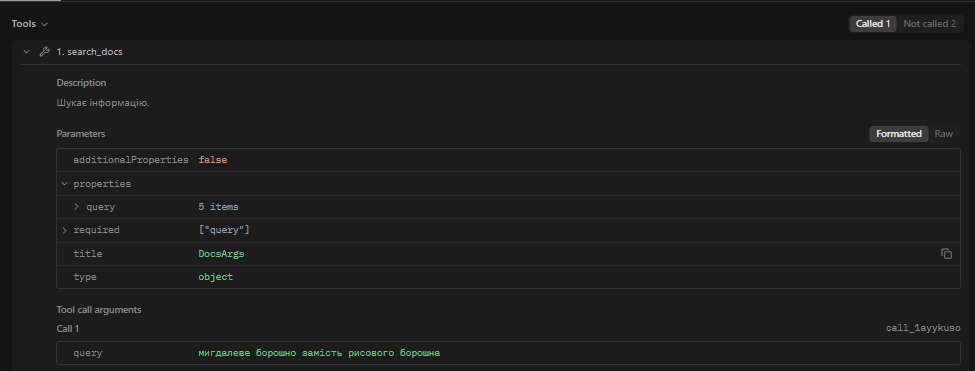 Tools
Called 1 Not called 2
1. search_docs
Description
Шукає інформацію.
Parameters
Formatted Raw
additionalProperties false
properties
query 5 items
required ["query"]
title DocsArgs
type object
Tool call arguments
Call 1 call_1ayykuso
query мигдалеве борошно замість рисового борошна